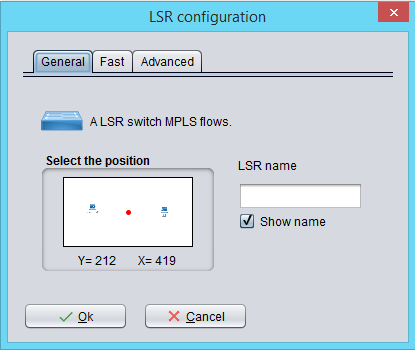 LSR configuration
General Fast Advanced
A LSR switch MPLS flows.
Select the position
LSR name
Show name
Y= 212 X= 419
Ok Cancel